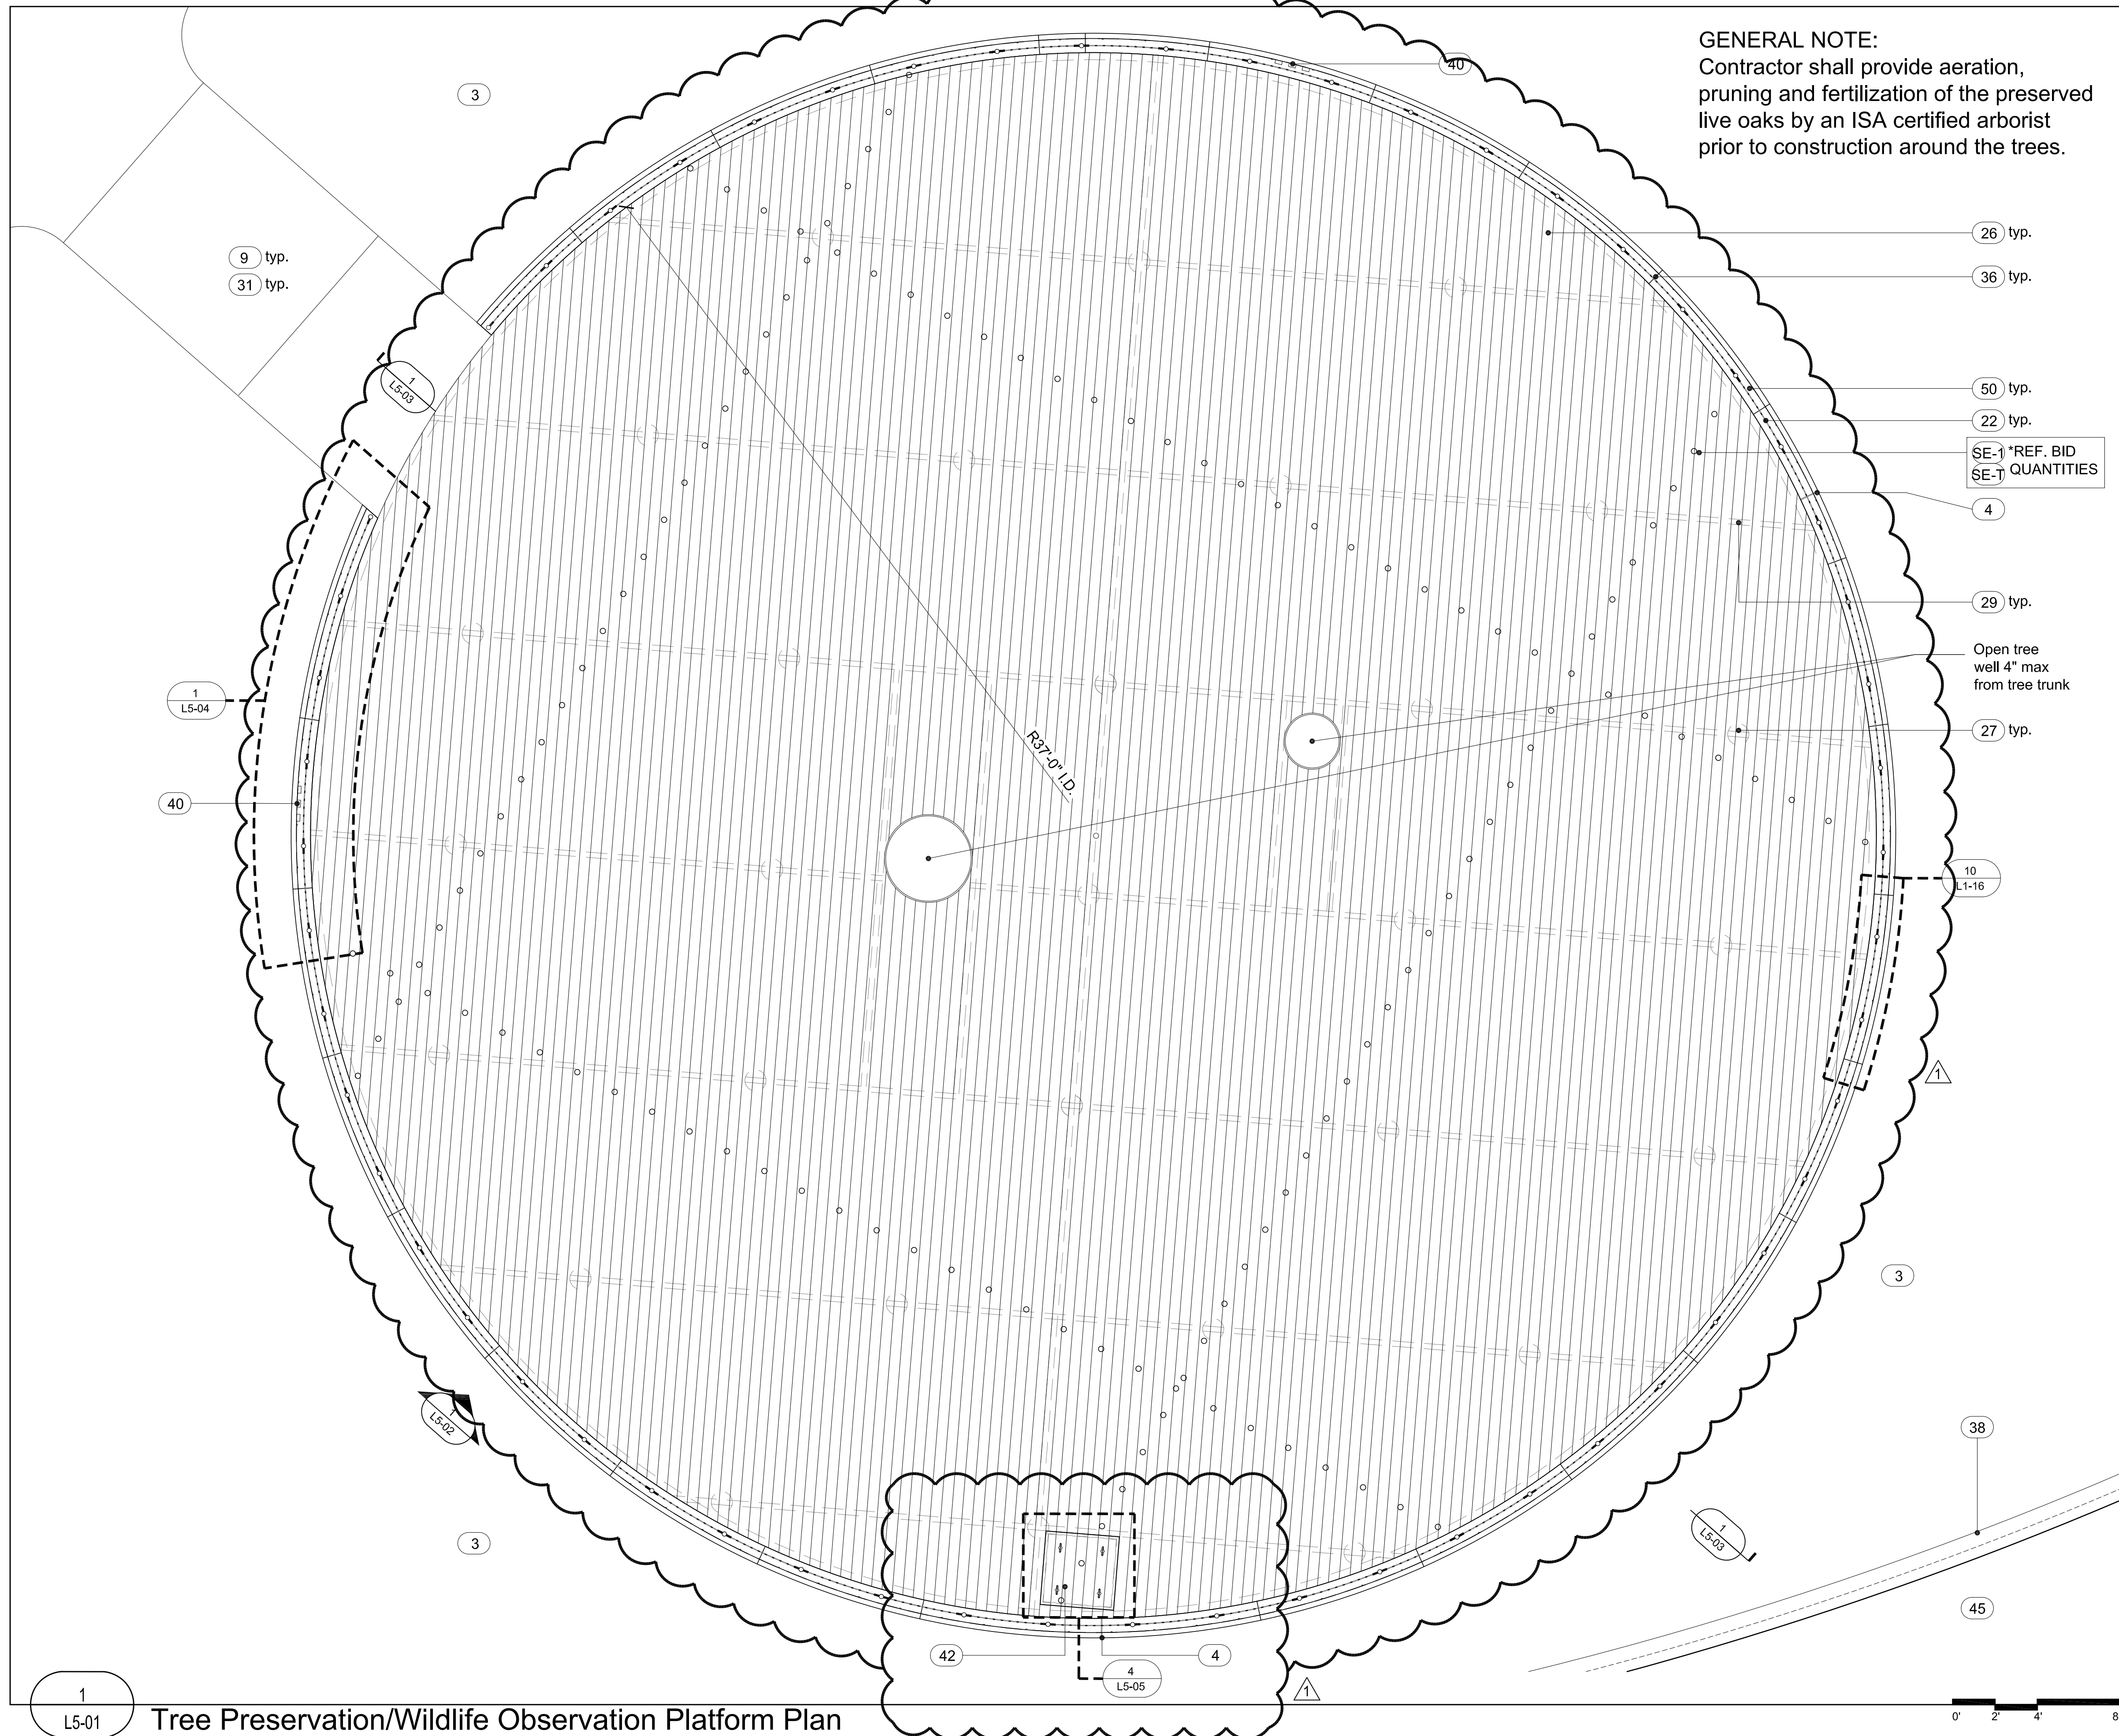 GENERAL NOTE:
Contractor shall provide aeration,
pruning and fertilization of the preserved
live oaks by an ISA certified arborist
prior to construction around the trees.
40
3
26 typ.
36 typ.
9 typ.
31 typ.
50 typ.
22 typ.
1
L5-03
SE-1 *REF. BID
SE-T QUANTITIES
4
29 typ.
Open tree
well 4" max
from tree trunk
1
L5-04
27 typ.
R37'-0" I.D.
40
10
L1-16
1
3
1
L5-02
38
1
L5-03
3
45
42
4
4
L5-05
1
1
L5-01
Tree Preservation/Wildlife Observation Platform Plan
0' 2' 4' 8